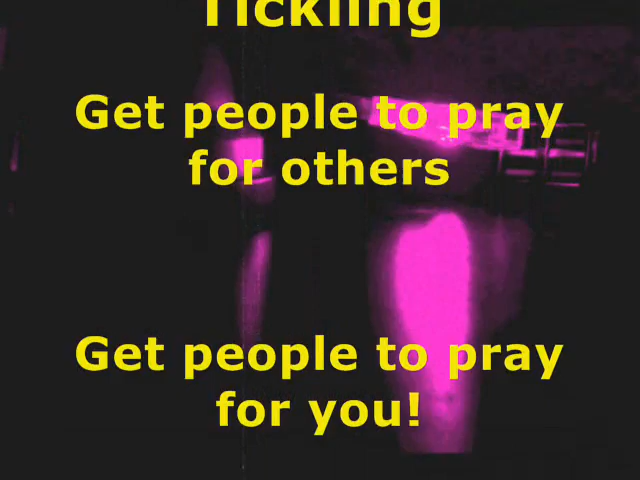 Tickling
Get people to pray
for others
Get people to pray
for you!